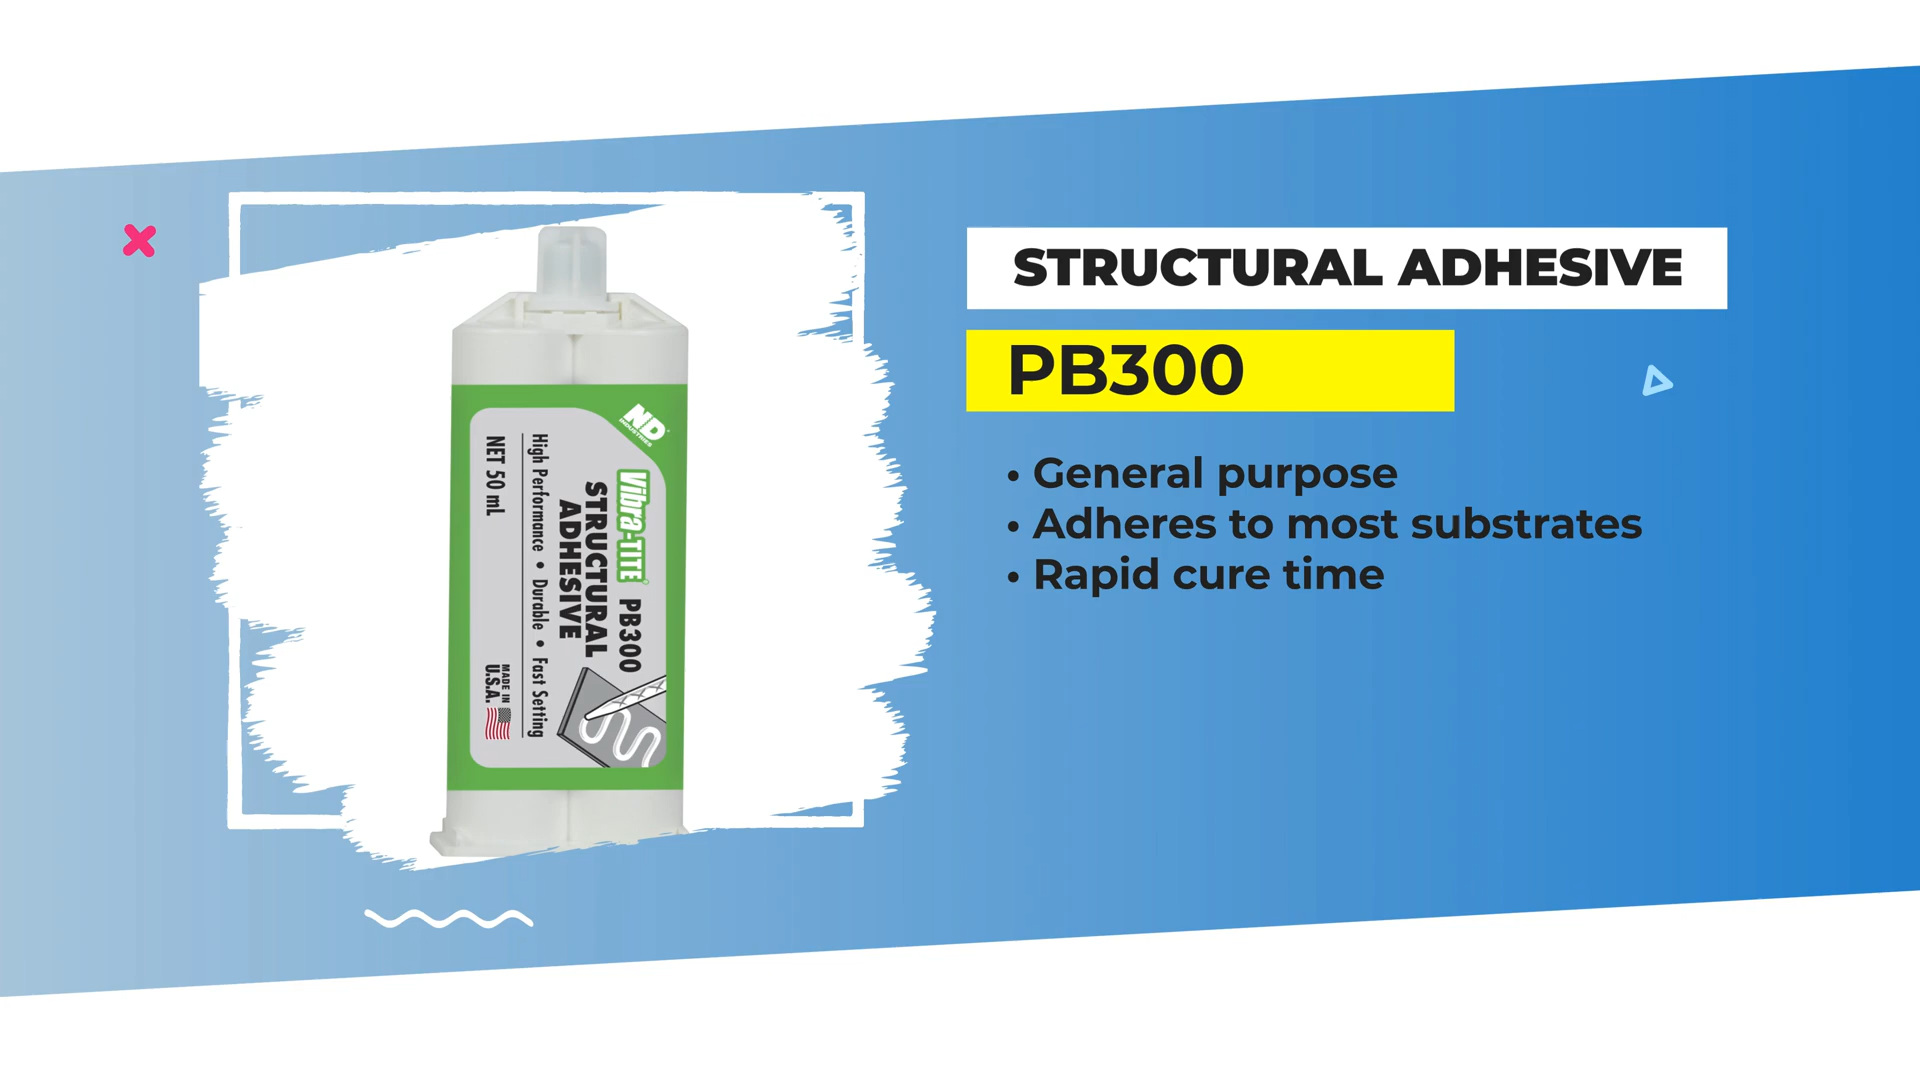 STRUCTURAL ADHESIVE
PB300
• General purpose
• Adheres to most substrates
• Rapid cure time
ND
INDUSTRIES
Vibra-TITE® PB300
STRUCTURAL
ADHESIVE
High Performance • Durable • Fast Setting
NET 50 mL
MADE IN
U.S.A.